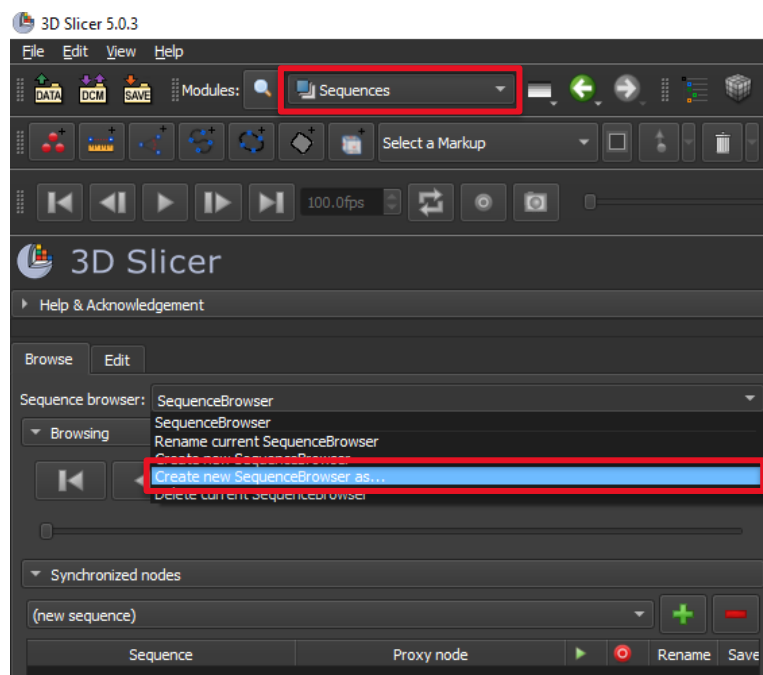 3D Slicer 5.0.3
File Edit View Help
DATA DCM SAVE Modules: Sequences
Select a Markup
100.0fps
3D Slicer
Help & Acknowledgement
Browse Edit
Sequence browser: SequenceBrowser
SequenceBrowser
Browsing
Rename current SequenceBrowser
Create new SequenceBrowser
Create new SequenceBrowser as...
Delete current SequenceBrowser
Synchronized nodes
(new sequence)
Sequence Proxy node Rename Save